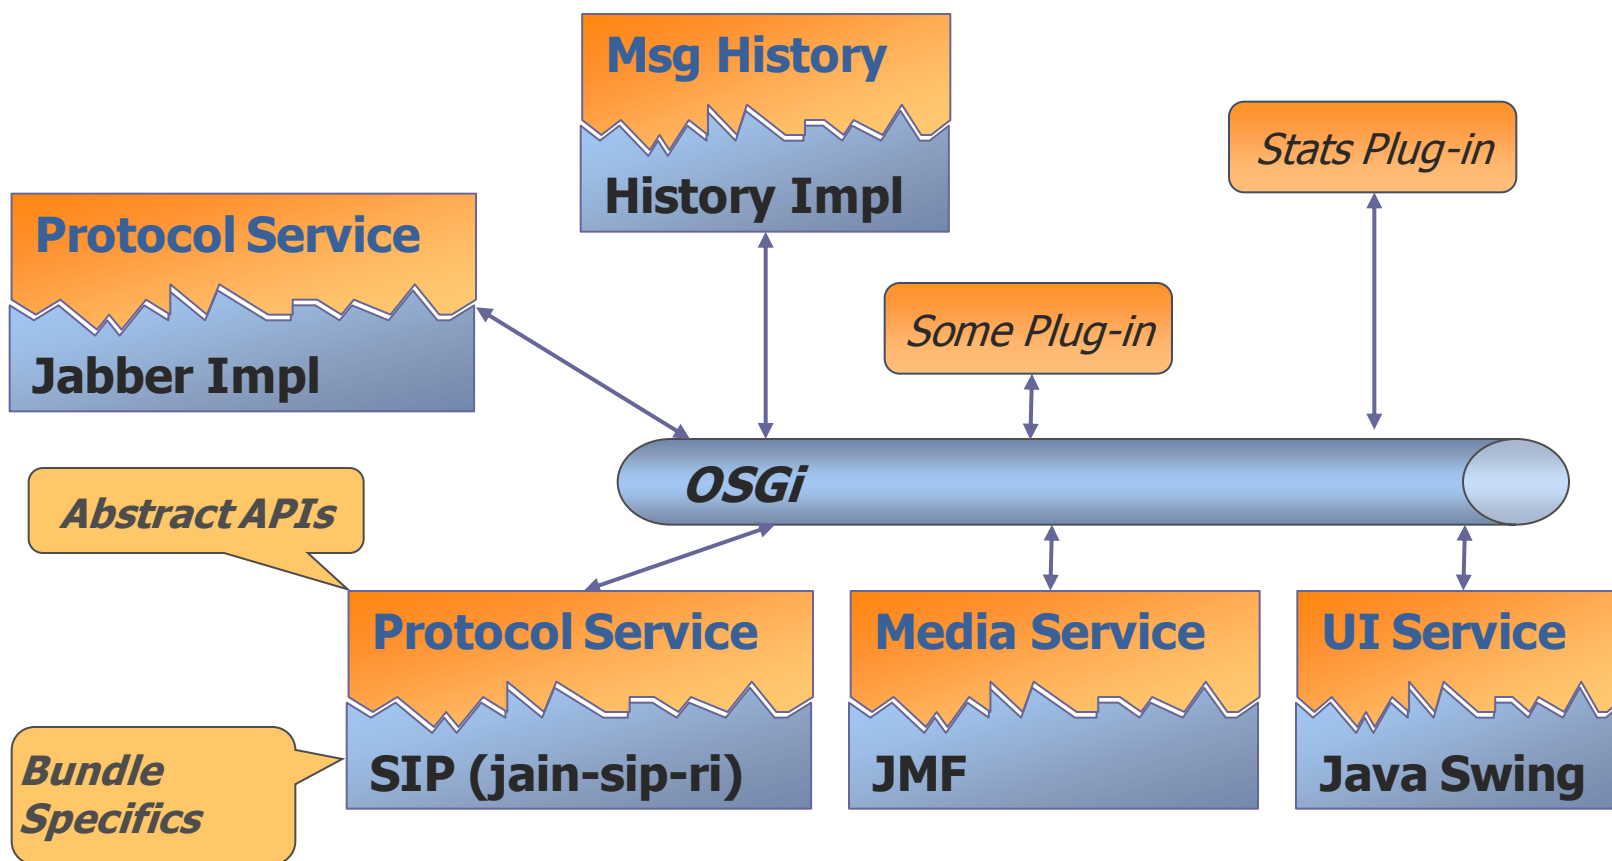 Msg History
History Impl
Stats Plug-in
Protocol Service
Jabber Impl
Some Plug-in
OSGi
Abstract APIs
Protocol Service
SIP (jain-sip-ri)
Media Service
JMF
UI Service
Java Swing
Bundle
Specifics